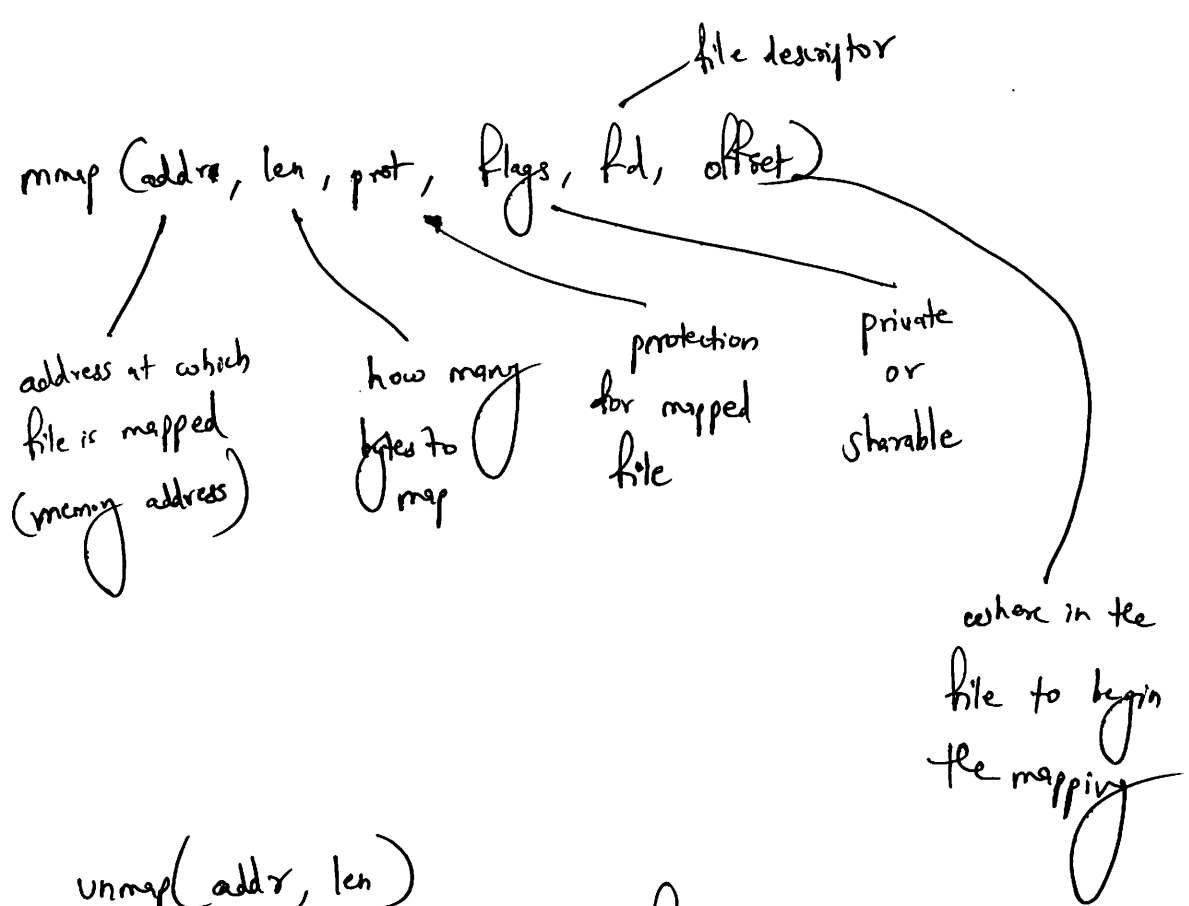 file descriptor
mmap (addr, len, prot, flags, fd, offset)
address at which
file is mapped
(memory address)
how many
bytes to
map
protection
for mapped
file
private
or
sharable
where in the
file to begin
the mapping
unmap(addr, len)